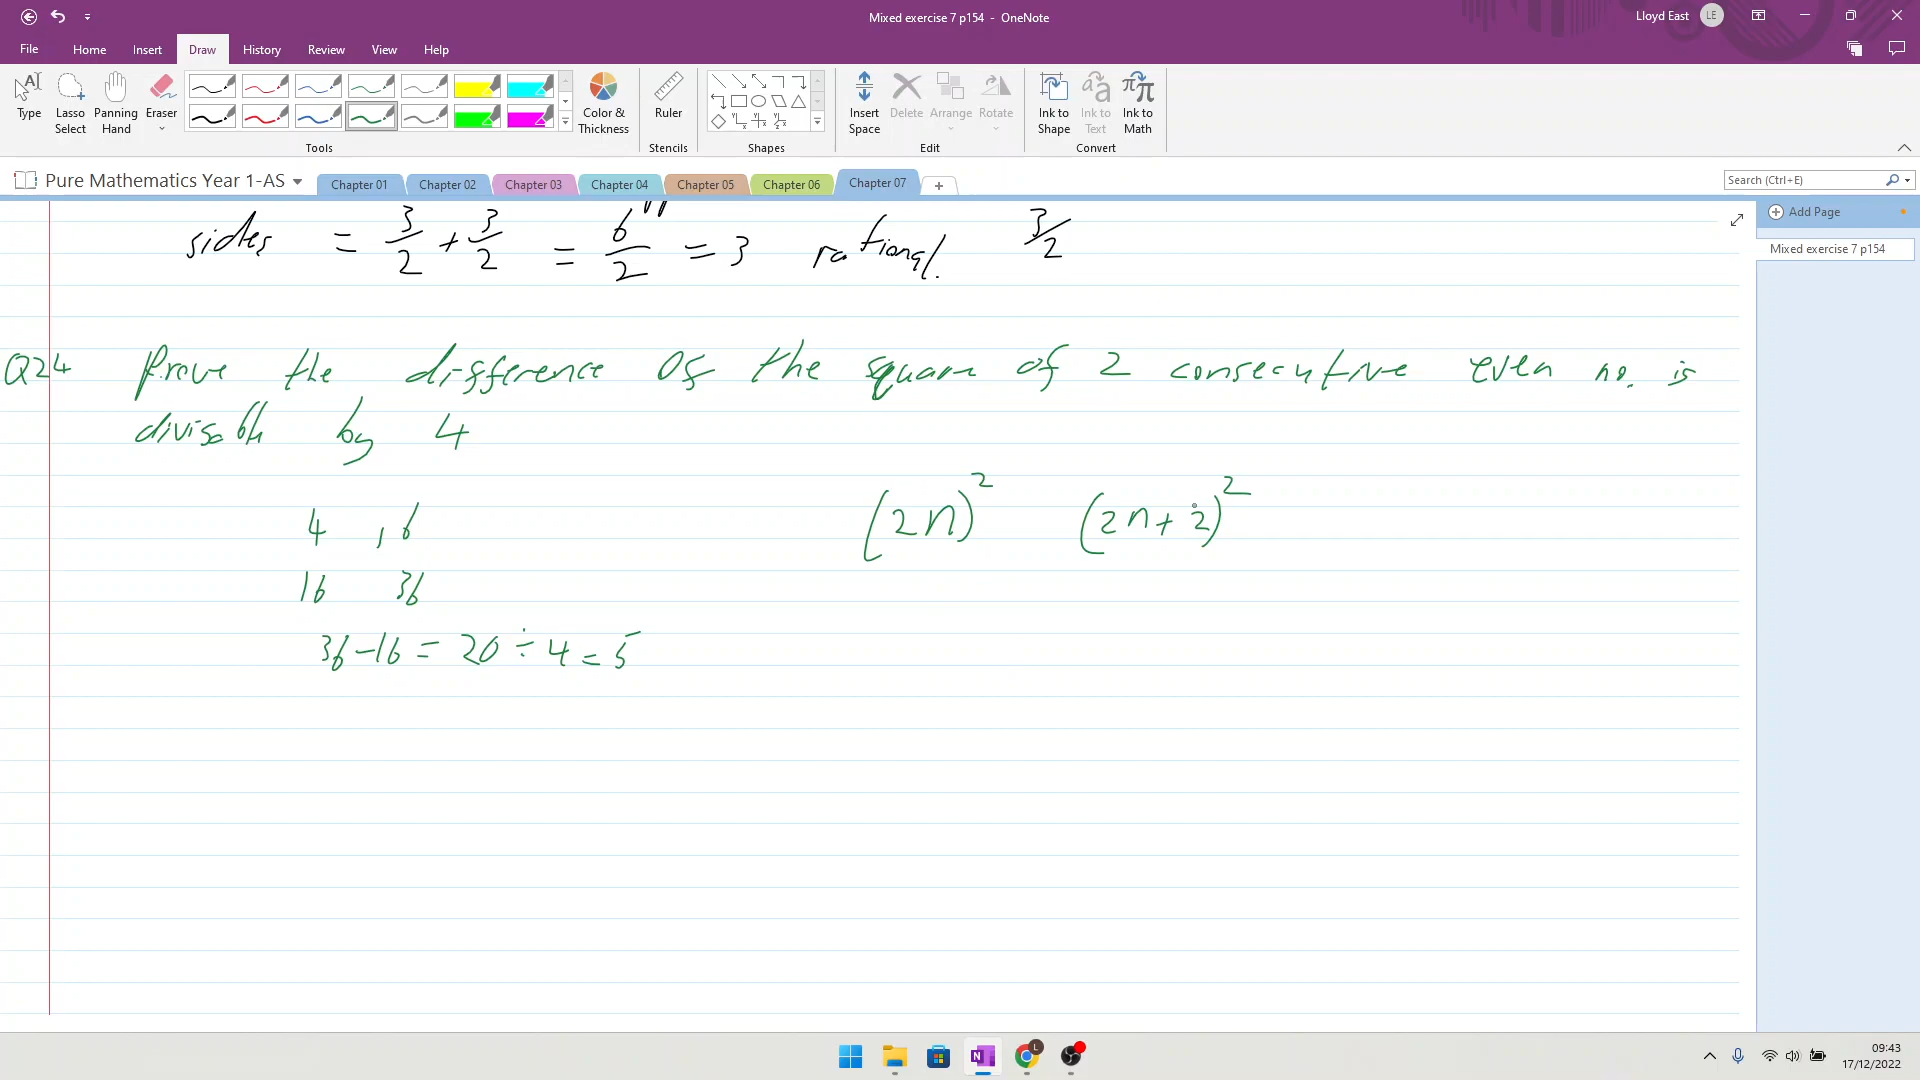 Mixed exercise 7 p154 - OneNote
Lloyd East LE
File Home Insert Draw History Review View Help
Type Lasso Select Panning Hand Eraser
Color & Thickness
Ruler
Insert Space Delete Arrange Rotate
Ink to Shape Ink to Text Ink to Math
Tools Stencils Shapes Edit Convert
Pure Mathematics Year 1-AS Chapter 01 Chapter 02 Chapter 03 Chapter 04 Chapter 05 Chapter 06 Chapter 07 + Search (Ctrl+E)
Add Page
Mixed exercise 7 p154
sides = 3/2 + 3/2 = 6/2 = 3 rational. 3/2
Q24 Prove the difference of the square of 2 consecutive even no. is
divisable by 4
4 , 6 (2n)² (2n+2)²
16 36
36-16 = 20 ÷ 4 = 5
09:43
17/12/2022